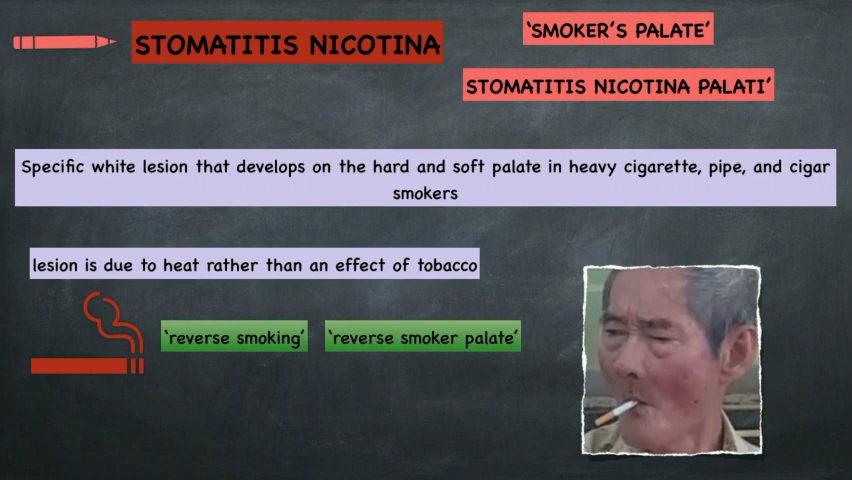 STOMATITIS NICOTINA
‘SMOKER’S PALATE’
STOMATITIS NICOTINA PALATI’
Specific white lesion that develops on the hard and soft palate in heavy cigarette, pipe, and cigar
smokers
lesion is due to heat rather than an effect of tobacco
‘reverse smoking’
‘reverse smoker palate’